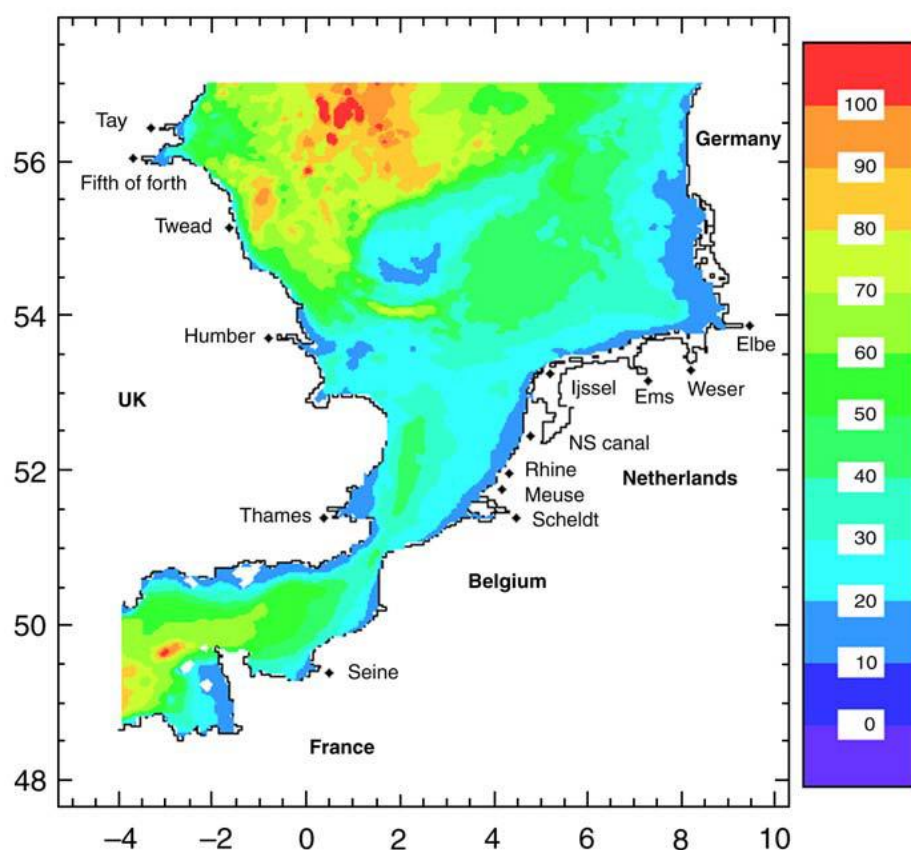 Tay
Fifth of forth
Twead
Humber
UK
Thames
Germany
Elbe
Weser
Ijssel
Ems
NS canal
Rhine
Netherlands
Meuse
Scheldt
Belgium
Seine
France
56
54
52
50
48
−4
−2
0
2
4
6
8
10
100
90
80
70
60
50
40
30
20
10
0